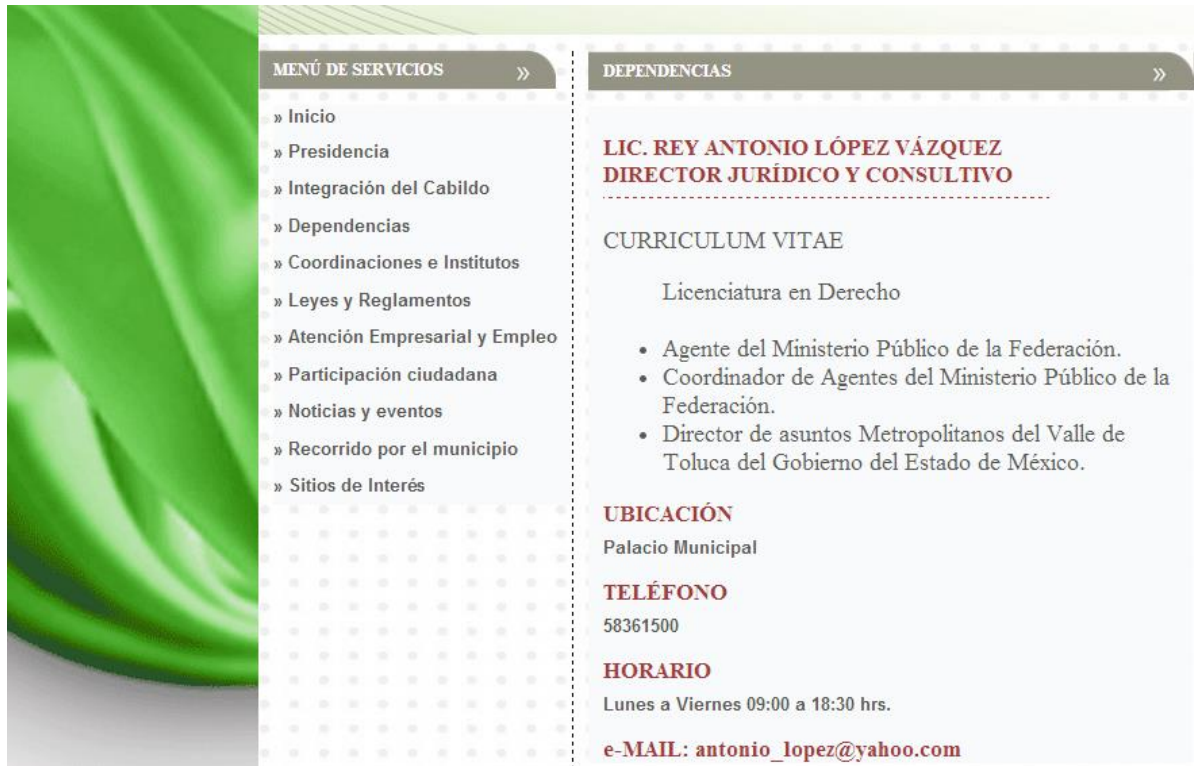 MENÚ DE SERVICIOS »
» Inicio
» Presidencia
» Integración del Cabildo
» Dependencias
» Coordinaciones e Institutos
» Leyes y Reglamentos
» Atención Empresarial y Empleo
» Participación ciudadana
» Noticias y eventos
» Recorrido por el municipio
» Sitios de Interés
DEPENDENCIAS »
LIC. REY ANTONIO LÓPEZ VÁZQUEZ
DIRECTOR JURÍDICO Y CONSULTIVO
CURRICULUM VITAE
Licenciatura en Derecho
• Agente del Ministerio Público de la Federación.
• Coordinador de Agentes del Ministerio Público de la
Federación.
• Director de asuntos Metropolitanos del Valle de
Toluca del Gobierno del Estado de México.
UBICACIÓN
Palacio Municipal
TELÉFONO
58361500
HORARIO
Lunes a Viernes 09:00 a 18:30 hrs.
e-MAIL: antonio_lopez@yahoo.com